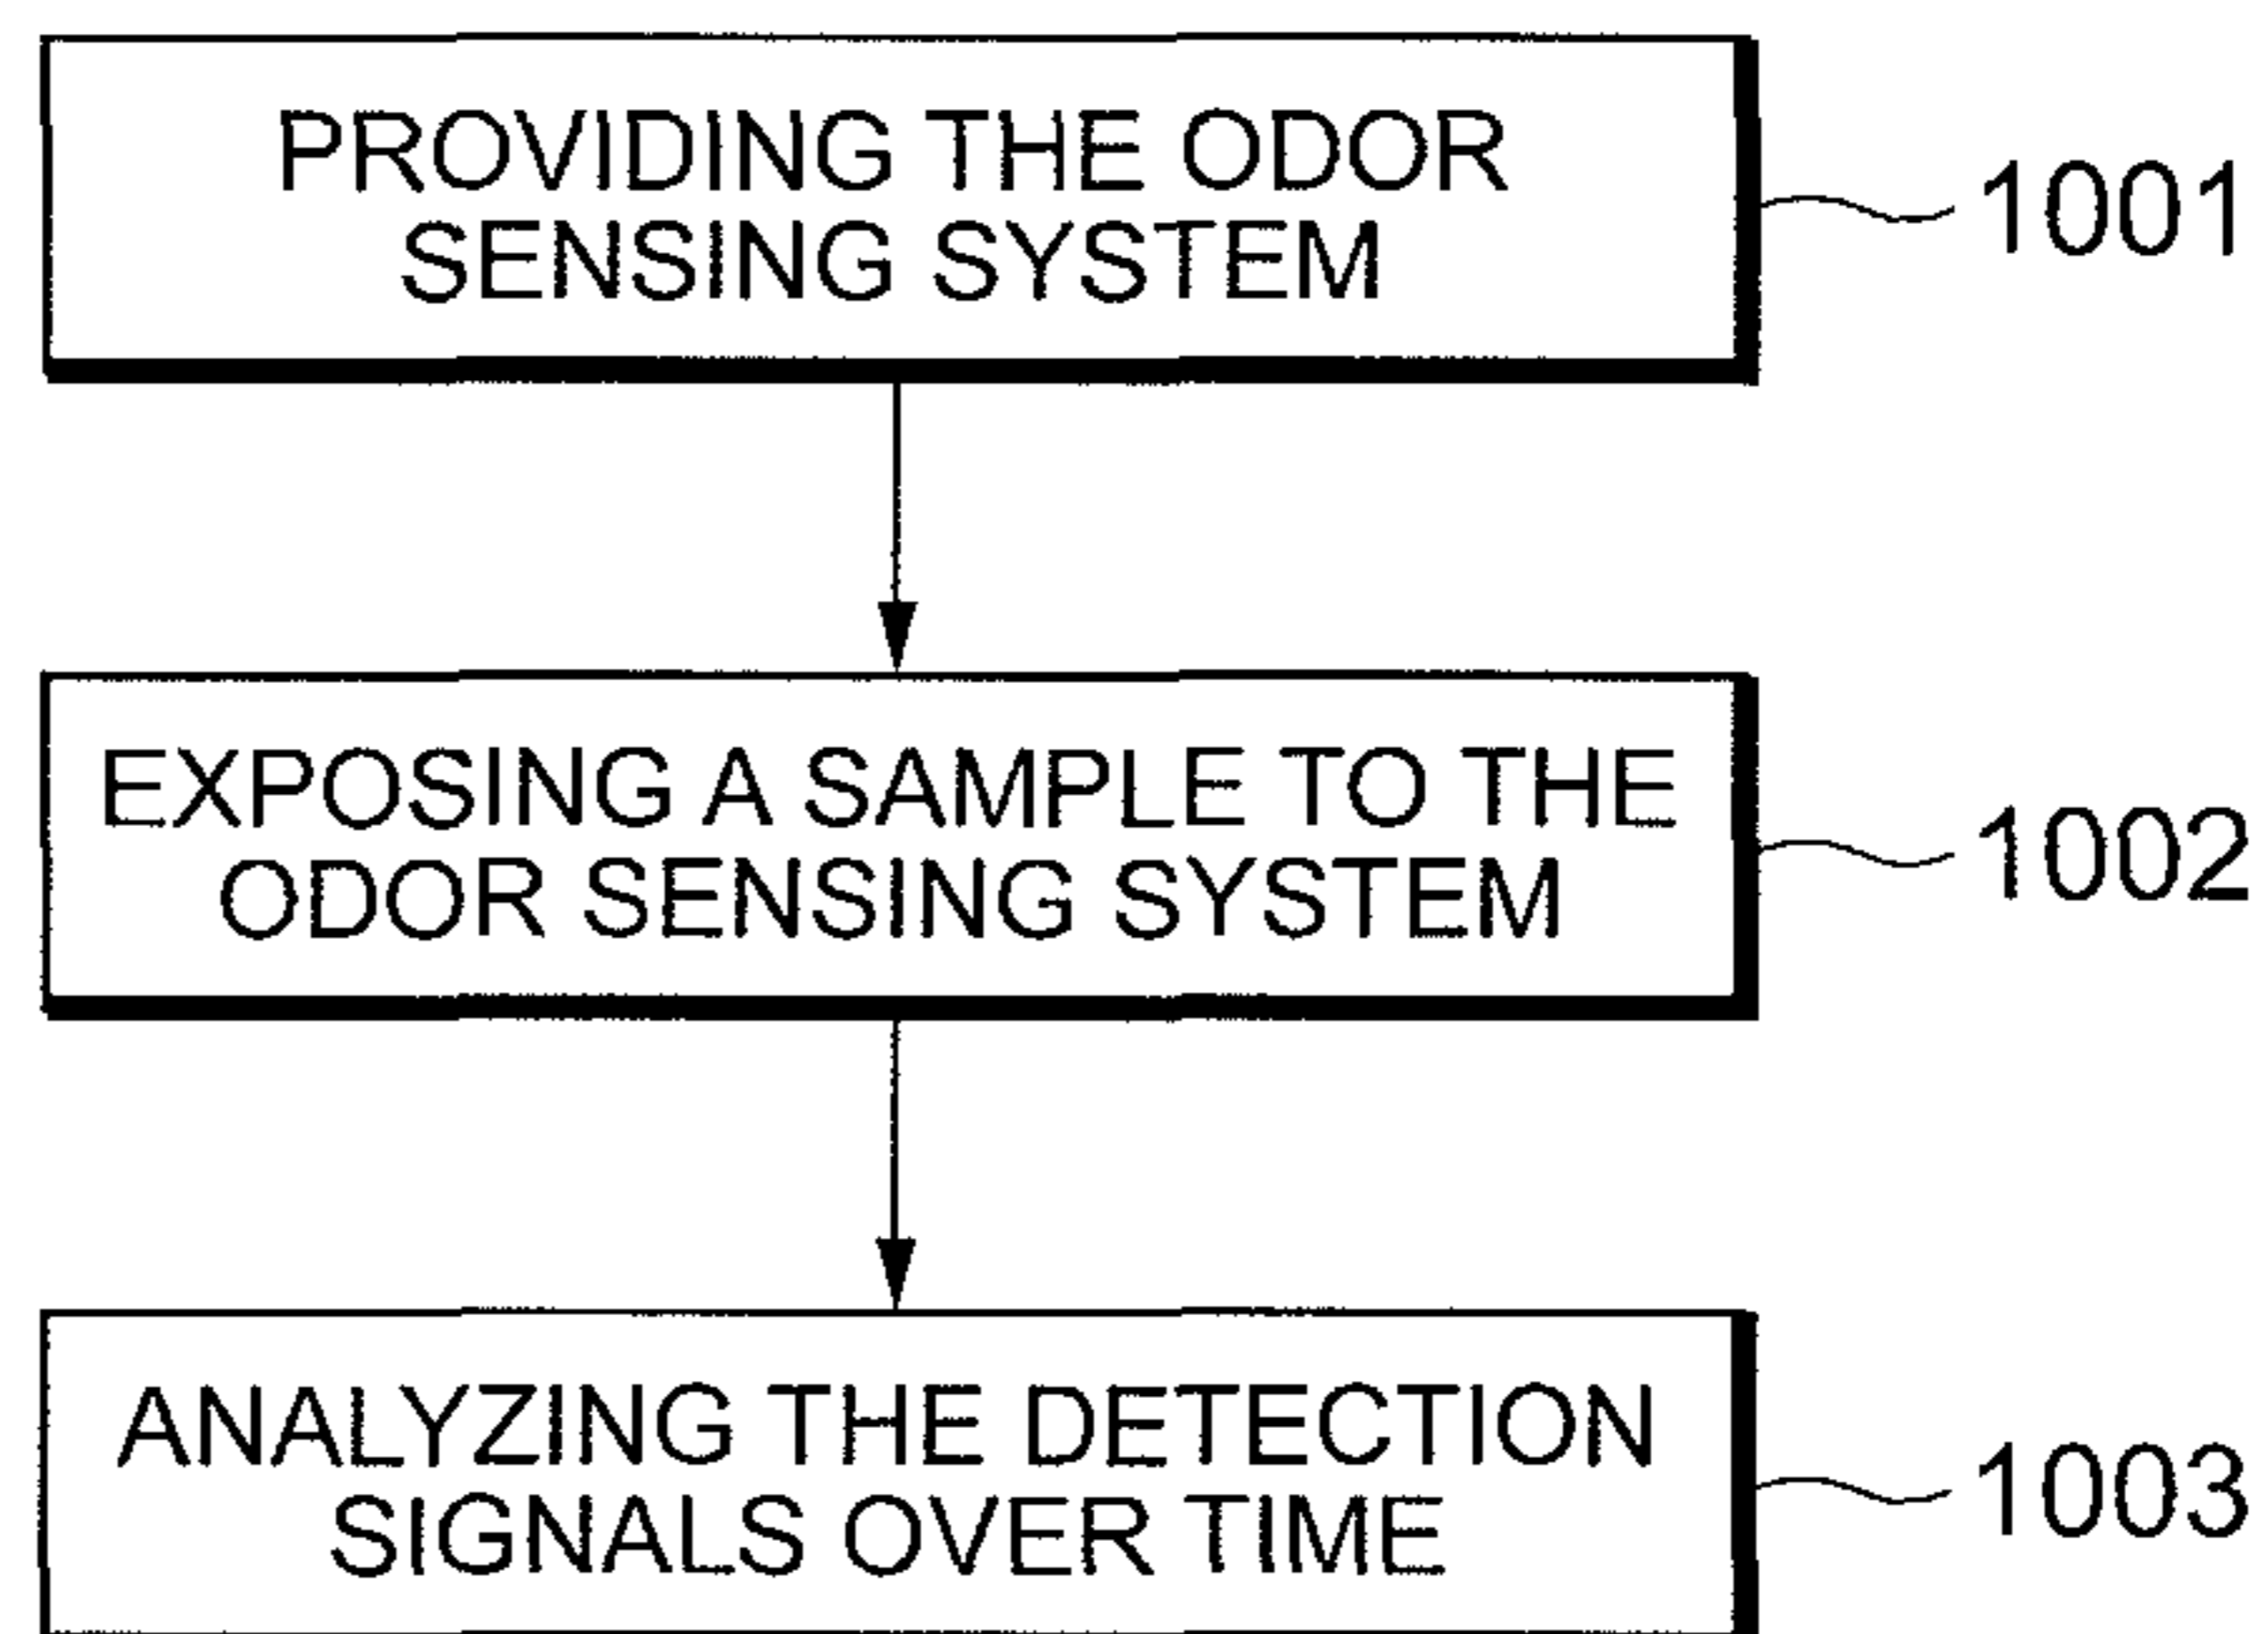 PROVIDING THE ODOR
SENSING SYSTEM
1001
EXPOSING A SAMPLE TO THE
ODOR SENSING SYSTEM
1002
ANALYZING THE DETECTION
SIGNALS OVER TIME
1003